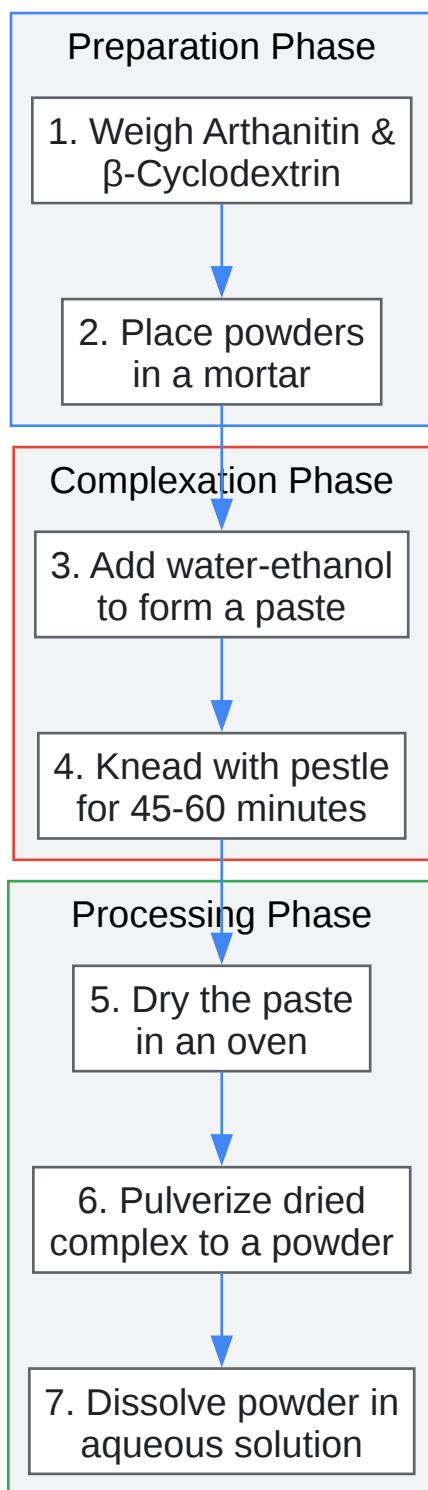 Preparation Phase
1. Weigh Arthanitin &
β-Cyclodextrin
2. Place powders
in a mortar
Complexation Phase
3. Add water-ethanol
to form a paste
4. Knead with pestle
for 45-60 minutes
Processing Phase
5. Dry the paste
in an oven
6. Pulverize dried
complex to a powder
7. Dissolve powder in
aqueous solution